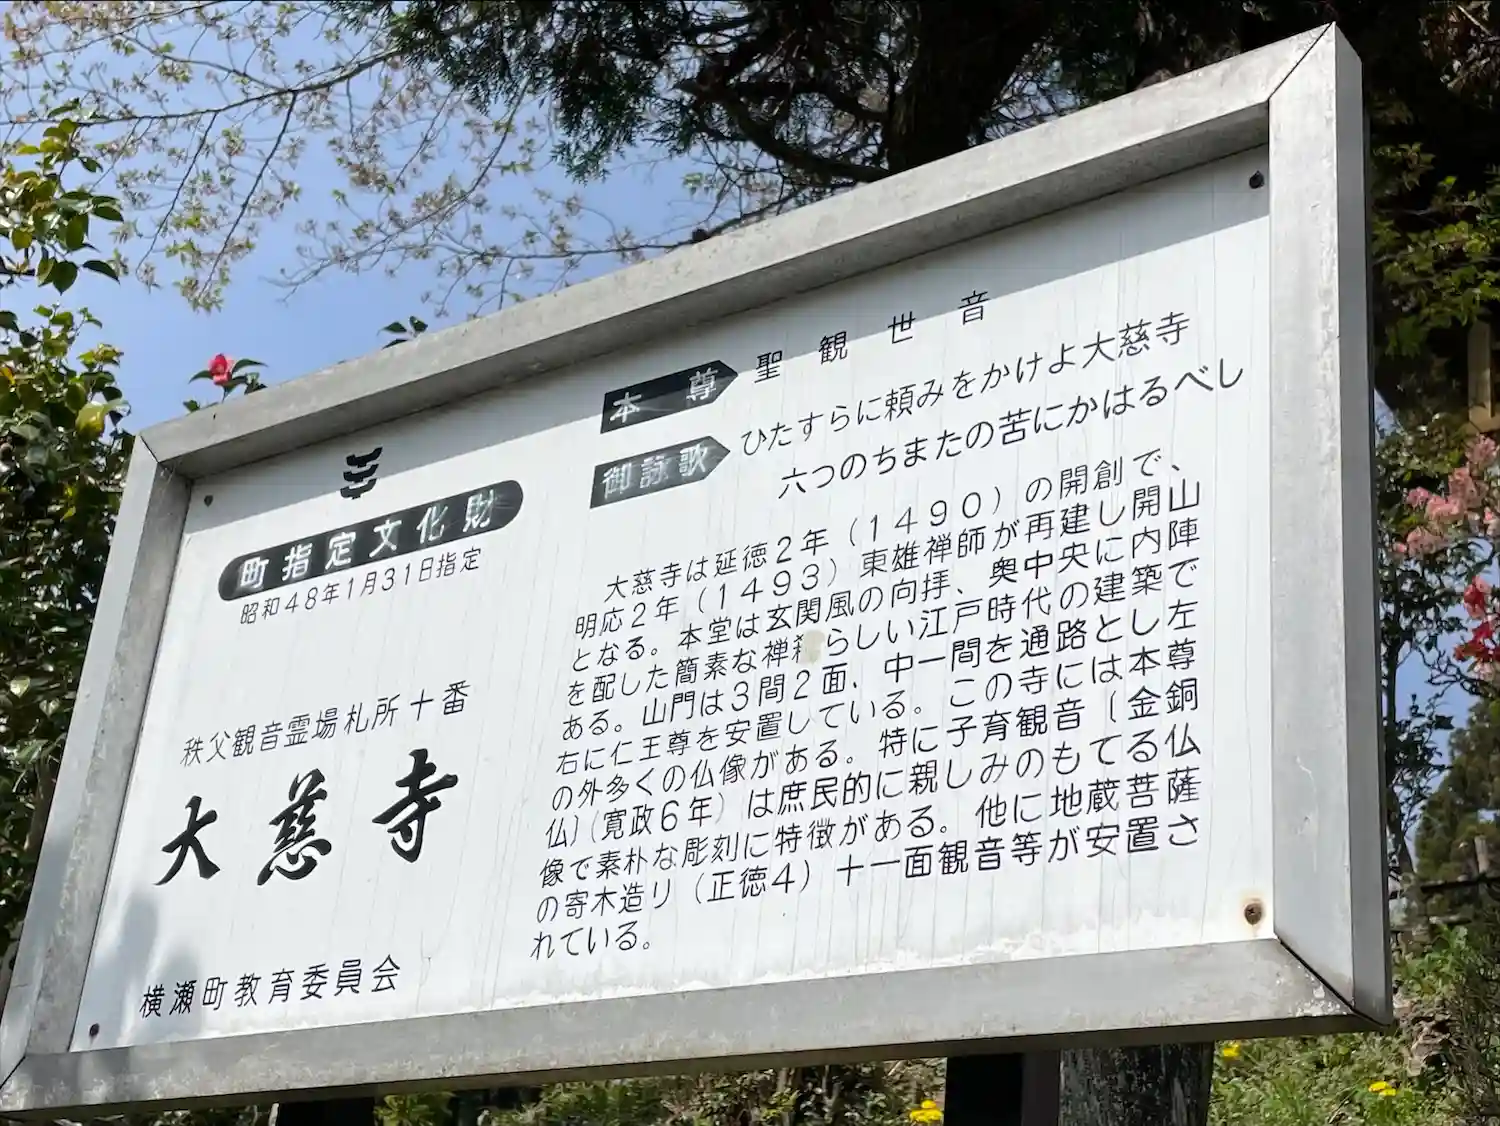 町指定文化財
昭和48年1月31日指定
秩父観音霊場札所十番
大慈寺
横瀬町教育委員会
本尊 聖観世音
御詠歌 ひたすらに頼みをかけよ大慈寺
六つのちまたの苦にかはるべし
大慈寺は延徳2年（1490）の開創で、
明応2年（1493）東雄禅師が再建し開山
となる。本堂は玄関風の向拝、奥中央に内陣
を配した簡素な禅 らしい江戸時代の建築で
ある。山門は3間2面、中一間を通路とし左
右に仁王尊を安置している。この寺には本尊
の外多くの仏像がある。特に子育観音（金銅
仏）（寛政6年）は庶民的に親しみのもてる仏
像で素朴な彫刻に特徴がある。他に地蔵菩薩
の寄木造り（正徳4）十一面観音等が安置さ
れている。